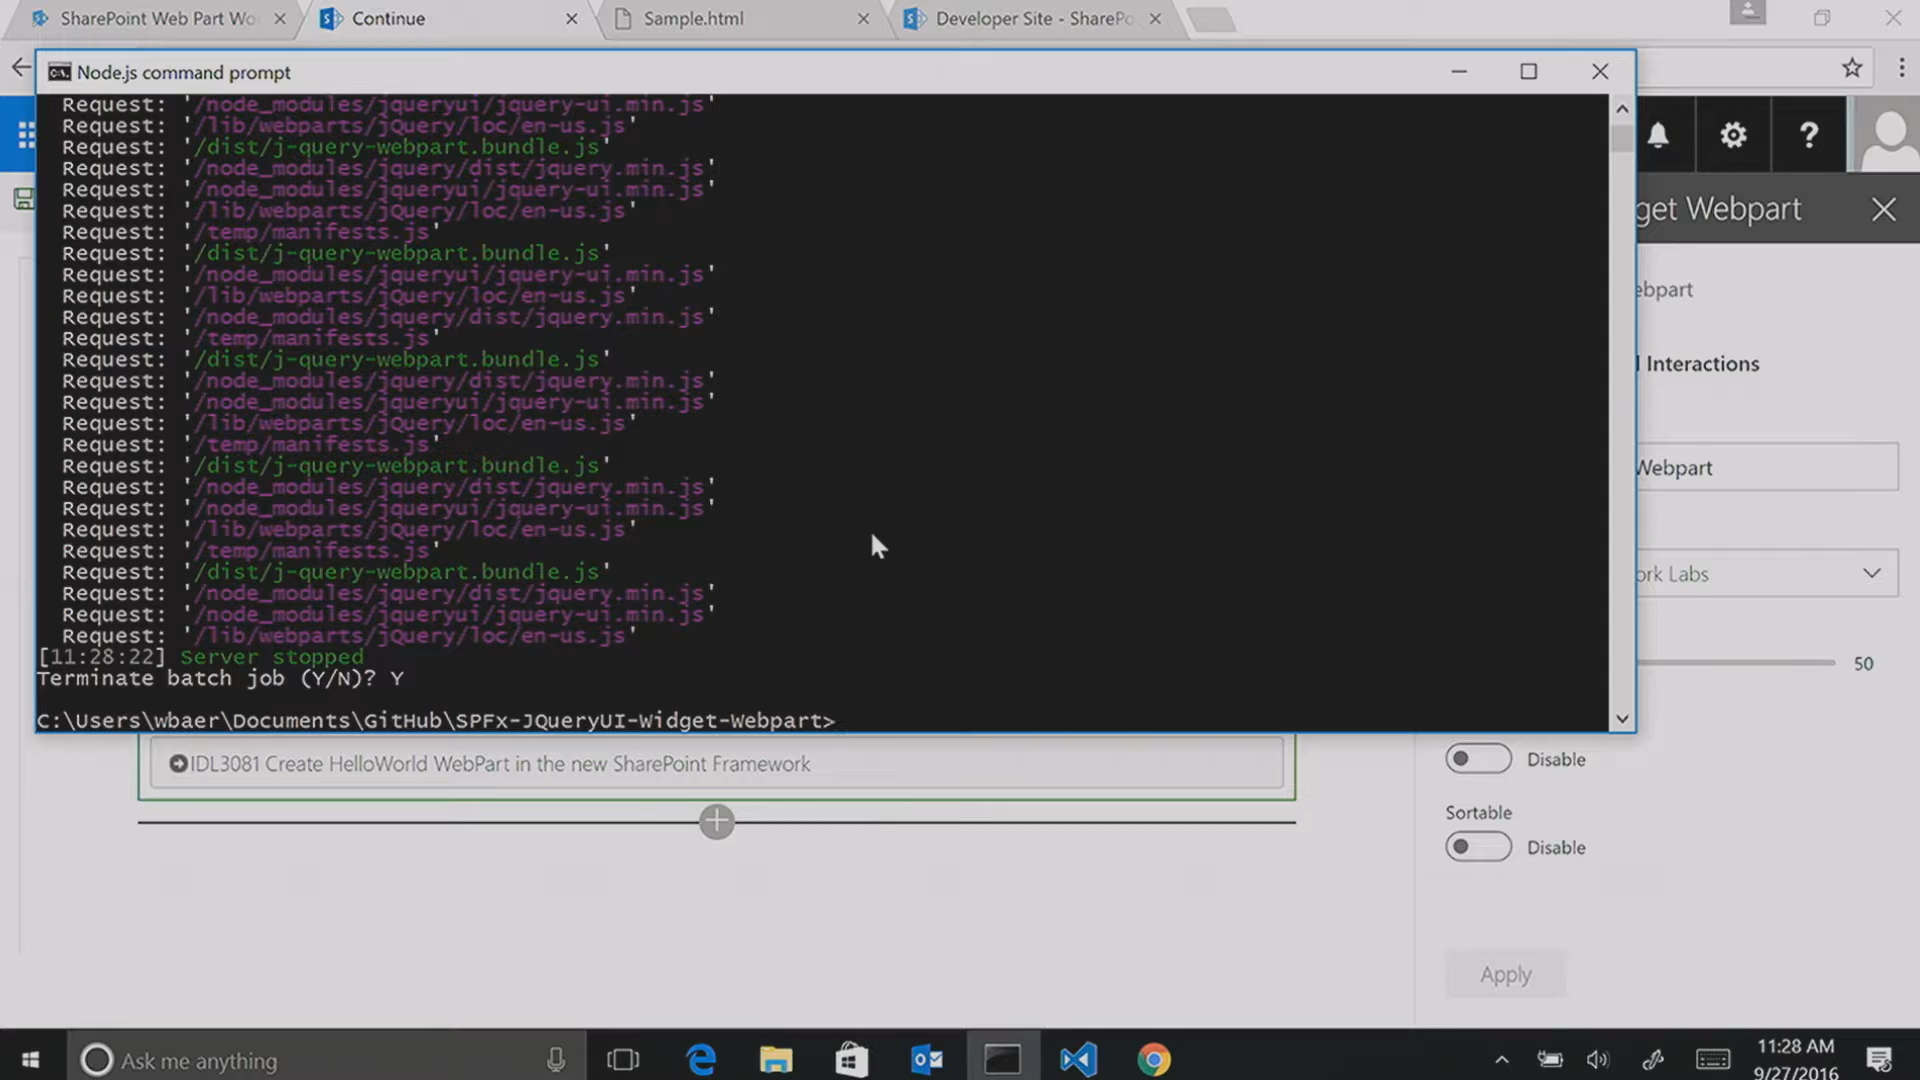 SharePoint Web Part Wo
Continue
Sample.html
Developer Site - SharePo
Node.js command prompt
Request: '/node_modules/jqueryui/jquery-ui.min.js'
Request: '/lib/webparts/jQuery/loc/en-us.js'
Request: '/dist/j-query-webpart.bundle.js'
Request: '/node_modules/jquery/dist/jquery.min.js'
Request: '/node_modules/jqueryui/jquery-ui.min.js'
Request: '/lib/webparts/jQuery/loc/en-us.js'
Request: '/temp/manifests.js'
Request: '/dist/j-query-webpart.bundle.js'
Request: '/node_modules/jqueryui/jquery-ui.min.js'
Request: '/lib/webparts/jQuery/loc/en-us.js'
Request: '/node_modules/jquery/dist/jquery.min.js'
Request: '/temp/manifests.js'
Request: '/dist/j-query-webpart.bundle.js'
Request: '/node_modules/jquery/dist/jquery.min.js'
Request: '/node_modules/jqueryui/jquery-ui.min.js'
Request: '/lib/webparts/jQuery/loc/en-us.js'
Request: '/temp/manifests.js'
Request: '/dist/j-query-webpart.bundle.js'
Request: '/node_modules/jquery/dist/jquery.min.js'
Request: '/node_modules/jqueryui/jquery-ui.min.js'
Request: '/lib/webparts/jQuery/loc/en-us.js'
Request: '/temp/manifests.js'
Request: '/dist/j-query-webpart.bundle.js'
Request: '/node_modules/jquery/dist/jquery.min.js'
Request: '/node_modules/jqueryui/jquery-ui.min.js'
Request: '/lib/webparts/jQuery/loc/en-us.js'
[11:28:22] Server stopped
Terminate batch job (Y/N)? Y
C:\Users\wbaer\Documents\GitHub\SPFx-JQueryUI-Widget-Webpart>
get Webpart
ebpart
l Interactions
Webpart
ork Labs
50
IDL3081 Create HelloWorld WebPart in the new SharePoint Framework
Disable
Sortable
Disable
Apply
Ask me anything
11:28 AM
9/27/2016